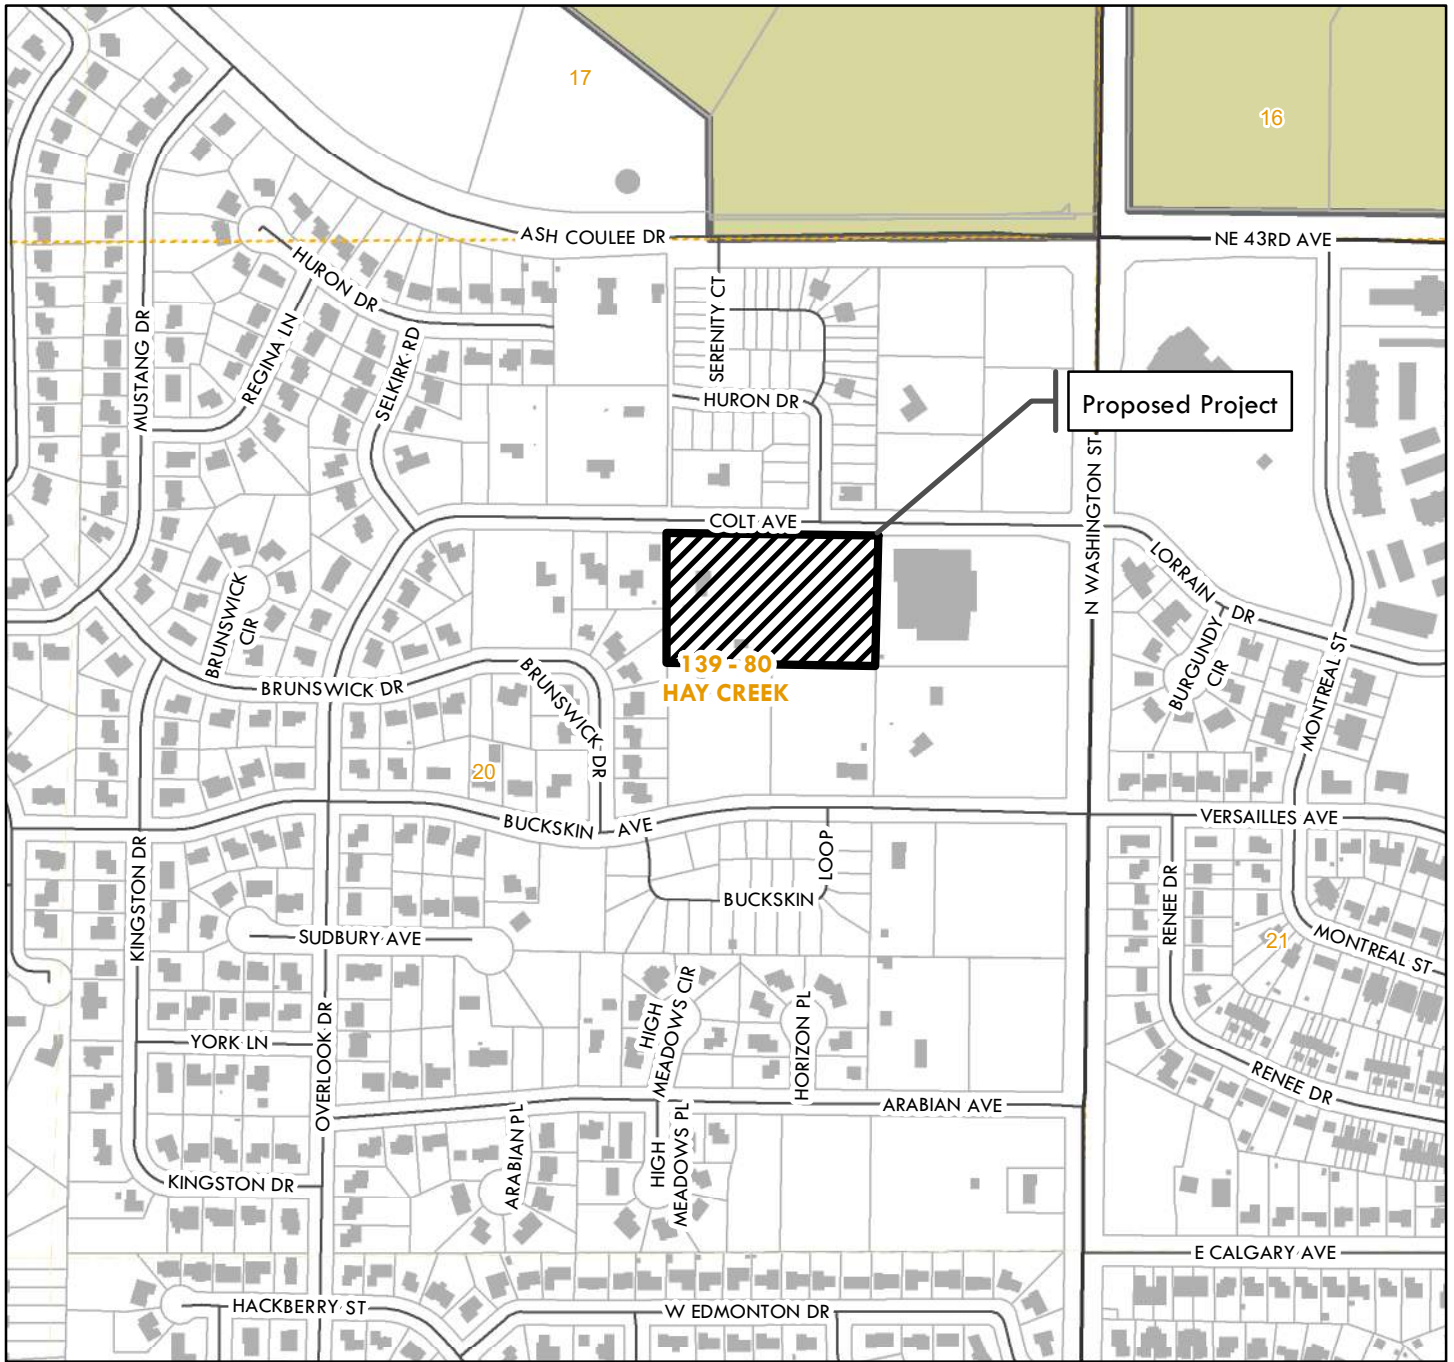 17
16
ASH COULEE DR
NE 43RD AVE
HURON DR
SERENITY CT
MUSTANG DR
REGINA LN
SELKIRK RD
HURON DR
Proposed Project
N WASHINGTON ST
COLT AVE
LORRAIN DR
BRUNSWICK
CIR
BURGUNDY
CIR
MONTREAL ST
139 - 80
HAY CREEK
BRUNSWICK DR
BRUNSWICK DR
20
BUCKSKIN AVE
VERSAILLES AVE
KINGSTON DR
BUCKSKIN LOOP
RENEE DR
SUDBURY AVE
21
MONTREAL ST
HIGH
MEADOWS CIR
HORIZON PL
OVERLOOK DR
YORK LN
RENEE DR
ARABIAN AVE
ARABIAN PL
HIGH
MEADOWS PL
KINGSTON DR
E CALGARY AVE
HACKBERRY ST
W EDMONTON DR